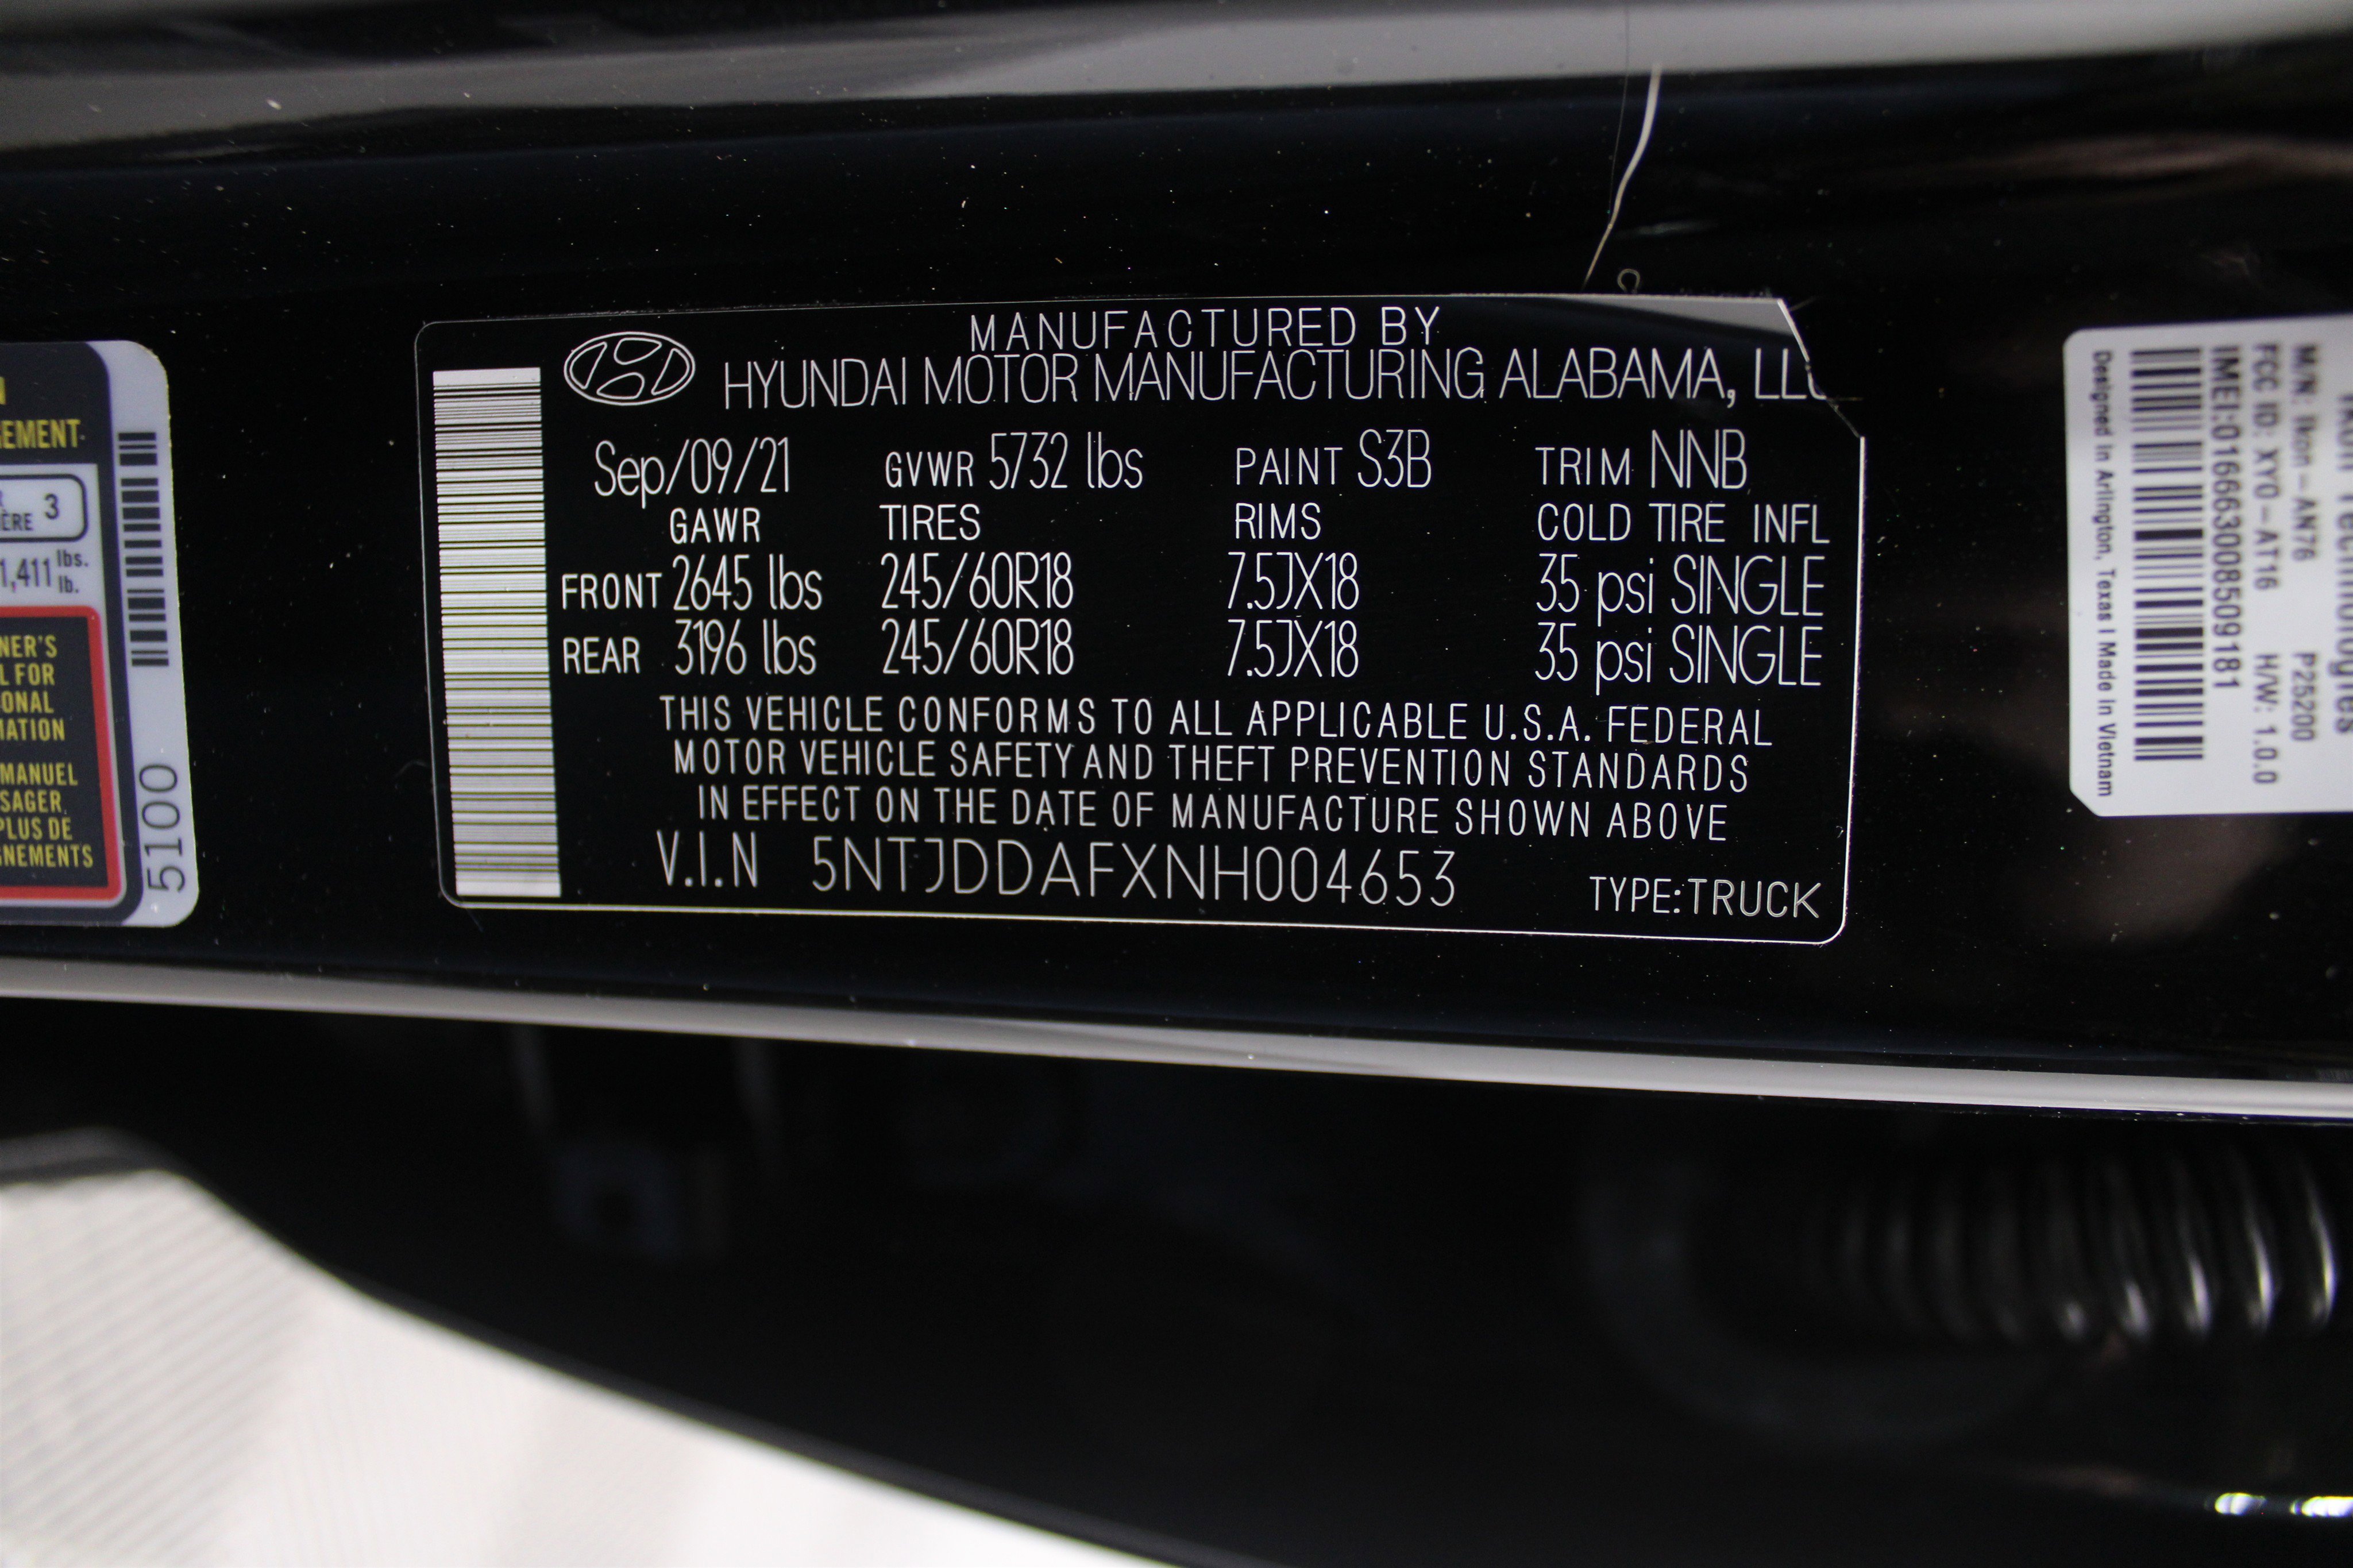 EMENT
ÈRE 3
1,411 lbs.
lb.
NER'S
L FOR
ONAL
MATION
MANUEL
SAGER,
PLUS DE
GNEMENTS
5100
MANUFACTURED BY
HYUNDAI MOTOR MANUFACTURING ALABAMA, LLC
Sep/09/21 GVWR 5732 lbs PAINT S3B TRIM NNB
GAWR TIRES RIMS COLD TIRE INFL
FRONT 2645 lbs 245/60R18 7.5JX18 35 psi SINGLE
REAR 3196 lbs 245/60R18 7.5JX18 35 psi SINGLE
THIS VEHICLE CONFORMS TO ALL APPLICABLE U.S.A. FEDERAL
MOTOR VEHICLE SAFETY AND THEFT PREVENTION STANDARDS
IN EFFECT ON THE DATE OF MANUFACTURE SHOWN ABOVE
V.I.N 5NTJDDAFXNH004653
TYPE:TRUCK
Ikon Technologies
M/N: Ikon - AN76 P25200
FCC ID: XYO - AT16 H/W: 1.0.0
IMEI:016663008509181
Designed in Arlington, Texas I Made in Vietnam